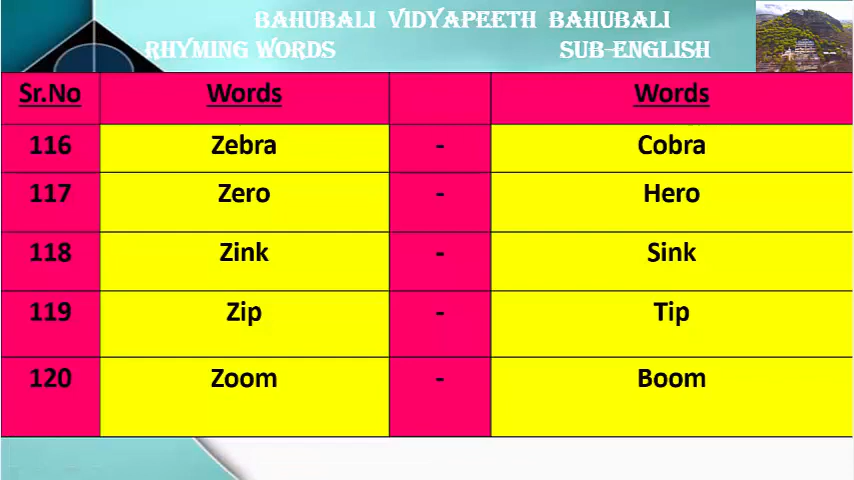 BAHUBALI VIDYAPEETH BAHUBALI
RHYMING WORDS SUB-ENGLISH
Sr.No Words Words
116 Zebra - Cobra
117 Zero - Hero
118 Zink - Sink
119 Zip - Tip
120 Zoom - Boom